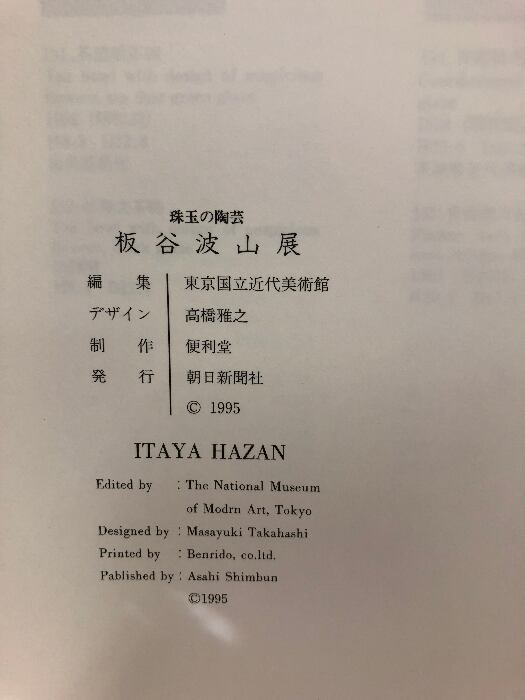 珠玉の陶芸
板谷波山展
編集 東京国立近代美術館
デザイン 高橋雅之
制作 便利堂
発行 朝日新聞社
© 1995
ITAYA HAZAN
Edited by : The National Museum
of Modrn Art, Tokyo
Designed by : Masayuki Takahashi
Printed by : Benrido, co.ltd.
Pablished by : Asahi Shimbun
©1995